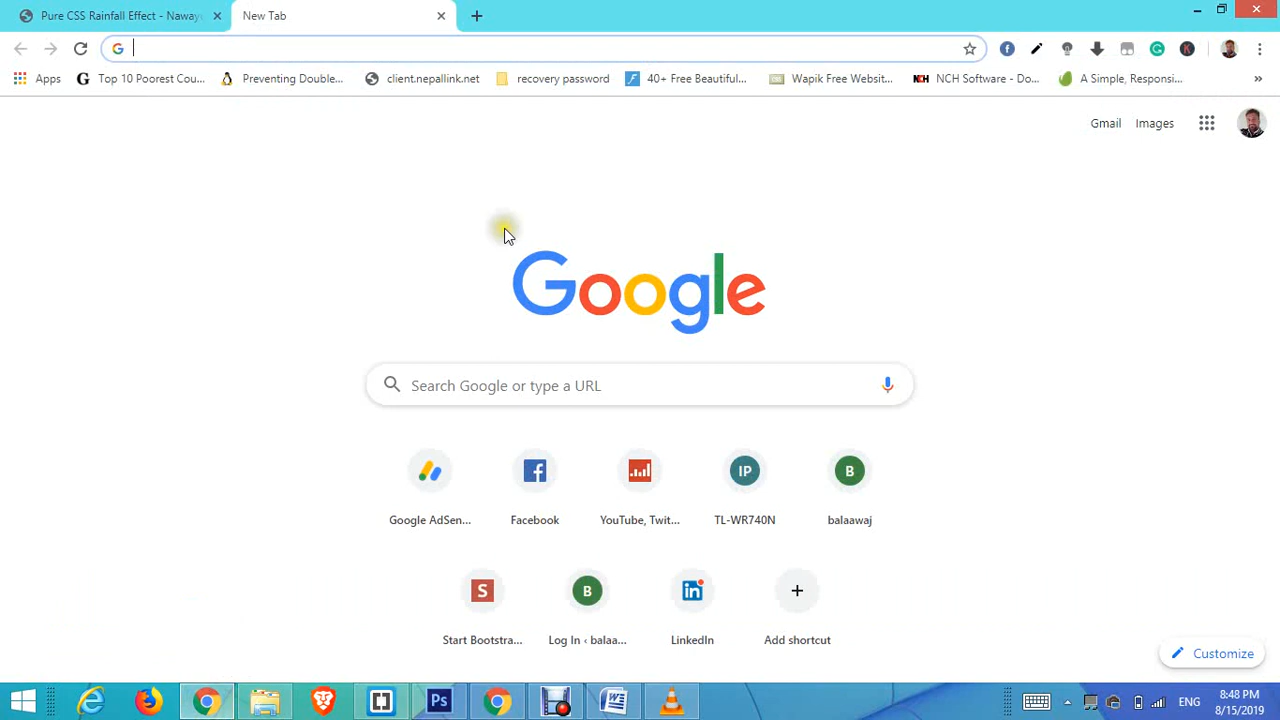 Pure CSS Rainfall Effect - Naway
New Tab
Apps
G Top 10 Poorest Cou...
Preventing Double...
client.nepallink.net
recovery password
40+ Free Beautiful...
Wapik Free Websit...
NCH NCH Software - Do...
A Simple, Responsi...
»
Gmail Images
Google
Search Google or type a URL
IP
B
Google AdSen...
Facebook
YouTube, Twit...
TL-WR740N
balaawaj
S
B
in
Start Bootstra...
Log In ‹ balaa...
LinkedIn
Add shortcut
Customize
Ps
ENG
8:48 PM
8/15/2019